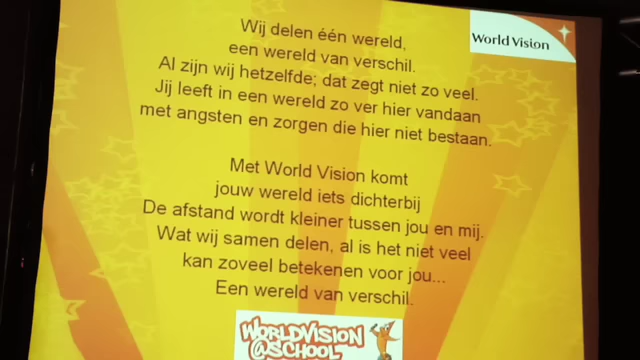 World Vision
Wij delen één wereld,
een wereld van verschil.
Al zijn wij hetzelfde; dat zegt niet zo veel.
Jij leeft in een wereld zo ver hier vandaan
met angsten en zorgen die hier niet bestaan.
Met World Vision komt
jouw wereld iets dichterbij
De afstand wordt kleiner tussen jou en mij.
Wat wij samen delen, al is het niet veel
kan zoveel betekenen voor jou...
Een wereld van verschil.
WORLDVISION
@SCHOOL